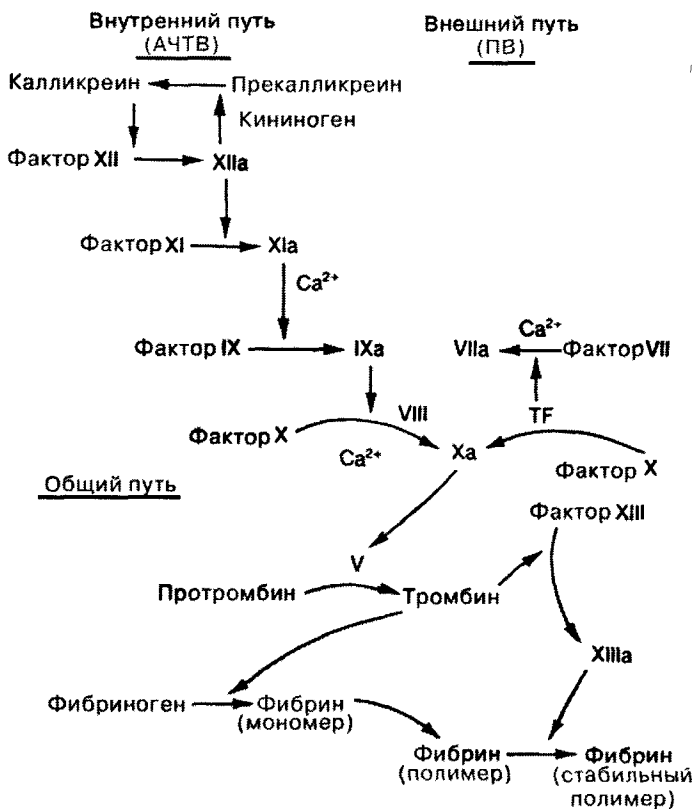 Внутренний путь
(АЧТВ)
Внешний путь
(ПВ)
Калликреин
Прекалликреин
Кининоген
Фактор XII
XIIa
Фактор XI
XIa
Ca²⁺
Фактор IX
IXa
VIIa
Ca²⁺
Фактор VII
TF
Фактор X
VIII
Ca²⁺
Xa
Фактор X
Общий путь
Фактор XIII
V
Протромбин
Тромбин
XIIIa
Фибриноген
Фибрин
(мономер)
Фибрин
(полимер)
Фибрин
(стабильный
полимер)